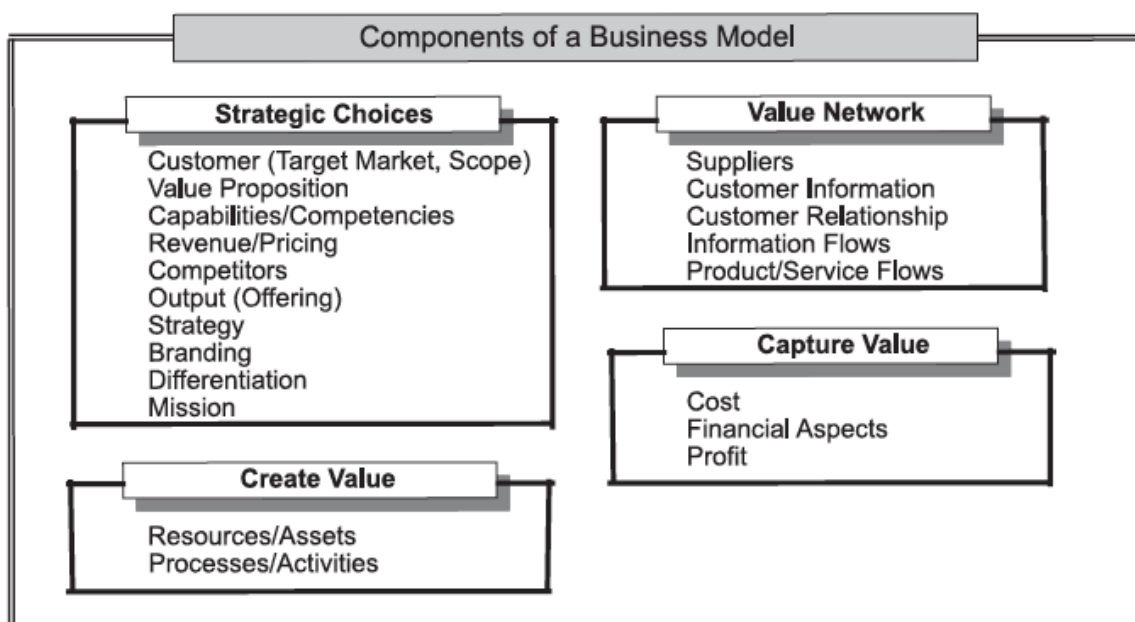 Components of a Business Model
Strategic Choices
Customer (Target Market, Scope)
Value Proposition
Capabilities/Competencies
Revenue/Pricing
Competitors
Output (Offering)
Strategy
Branding
Differentiation
Mission
Create Value
Resources/Assets
Processes/Activities
Value Network
Suppliers
Customer Information
Customer Relationship
Information Flows
Product/Service Flows
Capture Value
Cost
Financial Aspects
Profit